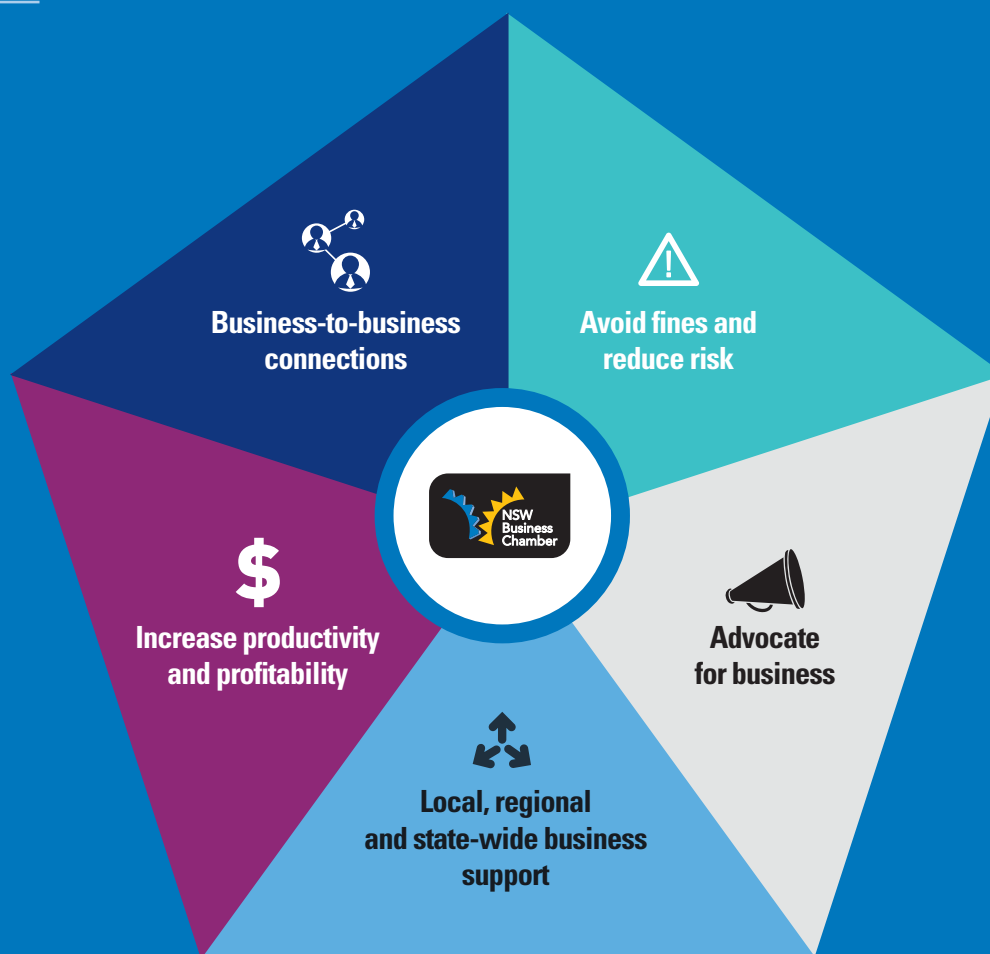 Business-to-business
connections
Avoid fines and
reduce risk
NSW
Business
Chamber
$
Increase productivity
and profitability
Advocate
for business
Local, regional
and state-wide business
support